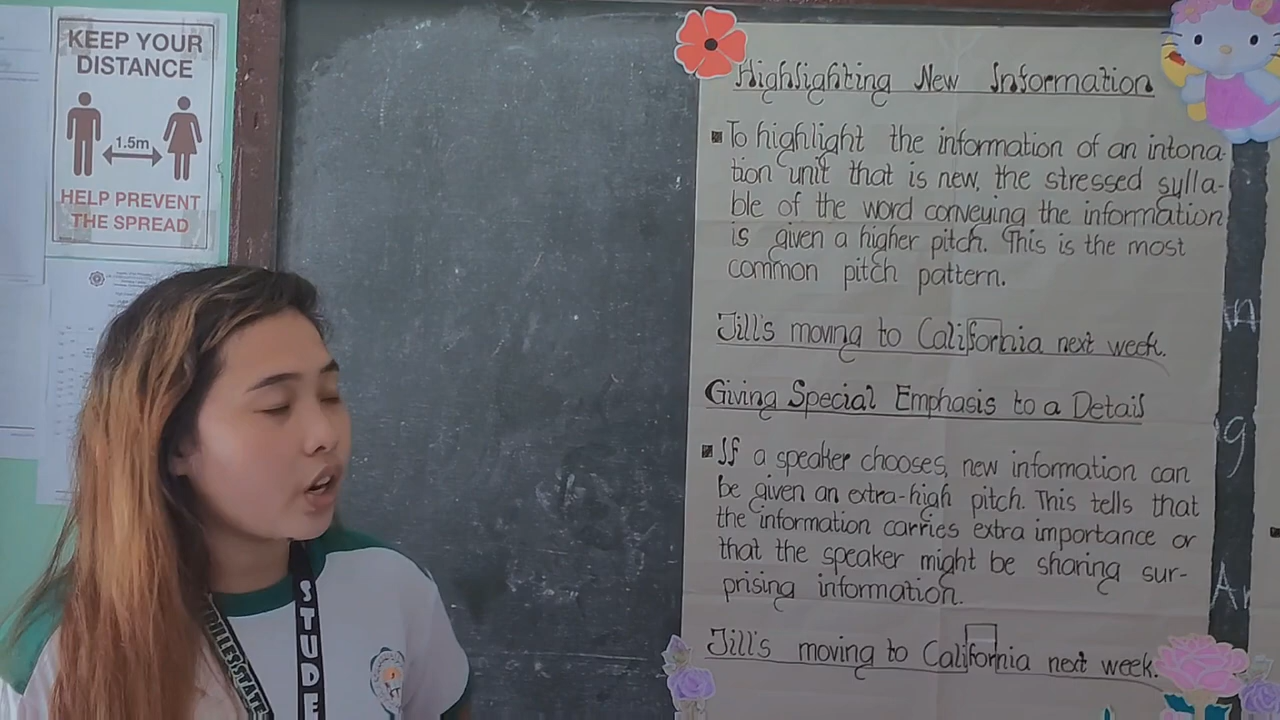 KEEP YOUR
DISTANCE
1.5m
HELP PREVENT
THE SPREAD
Highlighting New Information
To highlight the information of an intona-
tion unit that is new, the stressed sylla-
ble of the word conveying the information
is given a higher pitch. This is the most
common pitch pattern.
Jill's moving to California next week.
Giving Special Emphasis to a Detail
If a speaker chooses, new information can
be given an extra-high pitch. This tells that
the information carries extra importance or
that the speaker might be sharing sur-
prising information.
Jill's moving to California next week.
STUDE